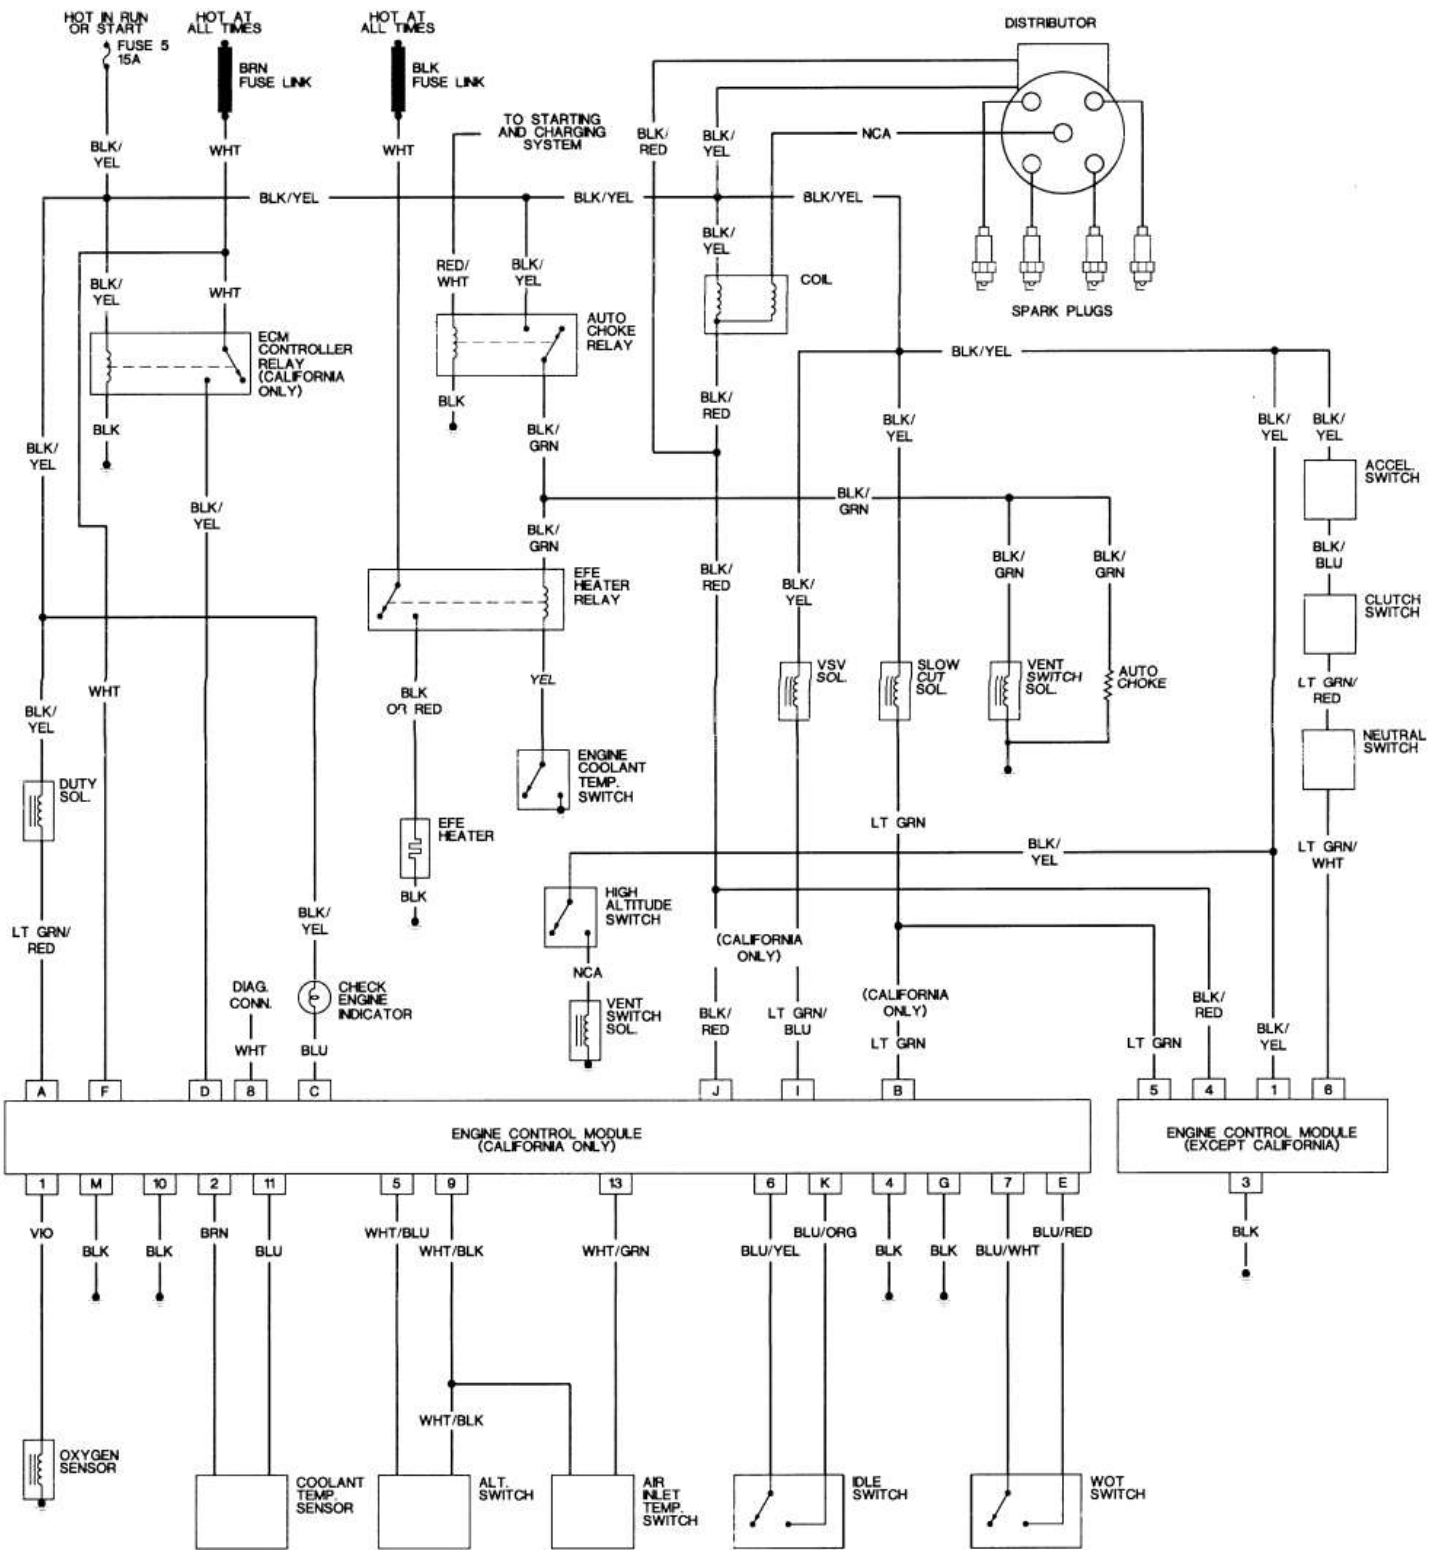 HOT IN RUN
OR START
FUSE 5
15A
HOT AT
ALL TIMES
BRN
FUSE LINK
HOT AT
ALL TIMES
BLK
FUSE LINK
TO STARTING
AND CHARGING
SYSTEM
DISTRIBUTOR
BLK/
YEL
WHT
WHT
BLK/
RED
BLK/
YEL
NCA
BLK/YEL
BLK/YEL
BLK/YEL
BLK/
YEL
WHT
RED/
WHT
BLK/
YEL
BLK/
YEL
COIL
SPARK PLUGS
ECM
CONTROLLER
RELAY
(CALIFORNIA
ONLY)
AUTO
CHOKE
RELAY
BLK/YEL
BLK
BLK
BLK/
RED
BLK/
YEL
BLK/
YEL
BLK/
YEL
BLK/
YEL
BLK/
GRN
ACCEL.
SWITCH
BLK/
YEL
BLK/
GRN
BLK/
GRN
BLK/
BLU
EFE
HEATER
RELAY
BLK/
RED
BLK/
YEL
BLK/
GRN
BLK/
GRN
CLUTCH
SWITCH
WHT
BLK
OR RED
YEL
VSV
SOL.
SLOW
CUT
SOL.
VENT
SWITCH
SOL.
AUTO
CHOKE
LT GRN/
RED
BLK/
YEL
NEUTRAL
SWITCH
DUTY
SOL.
ENGINE
COOLANT
TEMP.
SWITCH
EFE
HEATER
LT GRN
BLK/
YEL
LT GRN/
WHT
BLK
HIGH
ALTITUDE
SWITCH
LT GRN/
RED
BLK/
YEL
(CALIFORNIA
ONLY)
NCA
DIAG.
CONN.
CHECK
ENGINE
INDICATOR
VENT
SWITCH
SOL.
(CALIFORNIA
ONLY)
BLK/
RED
LT GRN/
BLU
BLK/
RED
BLK/
YEL
WHT
BLU
LT GRN
LT GRN
A
F
D
8
C
J
I
B
5
4
1
6
ENGINE CONTROL MODULE
(CALIFORNIA ONLY)
ENGINE CONTROL MODULE
(EXCEPT CALIFORNIA)
1
M
10
2
11
5
9
13
6
K
4
G
7
E
3
VIO
BLK
BLK
BRN
BLU
WHT/BLU
WHT/BLK
WHT/GRN
BLU/YEL
BLU/ORG
BLK
BLK
BLU/WHT
BLU/RED
BLK
WHT/BLK
OXYGEN
SENSOR
COOLANT
TEMP.
SENSOR
ALT.
SWITCH
AIR
INLET
TEMP.
SWITCH
IDLE
SWITCH
WOT
SWITCH